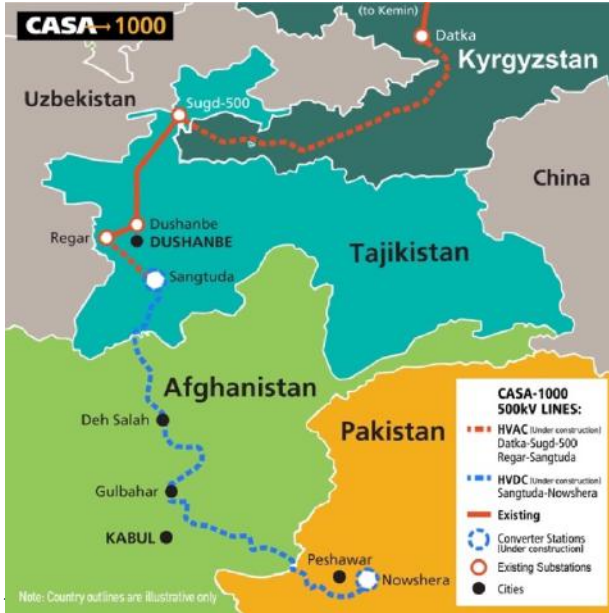 CASA→1000
(to Kemin)
Datka
Kyrgyzstan
Uzbekistan
Sugd-500
China
Dushanbe
Regar
DUSHANBE
Tajikistan
Sangtuda
Afghanistan
Deh Salah
Pakistan
Gulbahar
KABUL
Peshawar
Nowshera
CASA-1000
500kV LINES:
HVAC (Under construction)
Datka-Sugd-500
Regar-Sangtuda
HVDC (Under construction)
Sangtuda-Nowshera
Existing
Converter Stations
(Under construction)
Existing Substations
Cities
Note: Country outlines are illustrative only